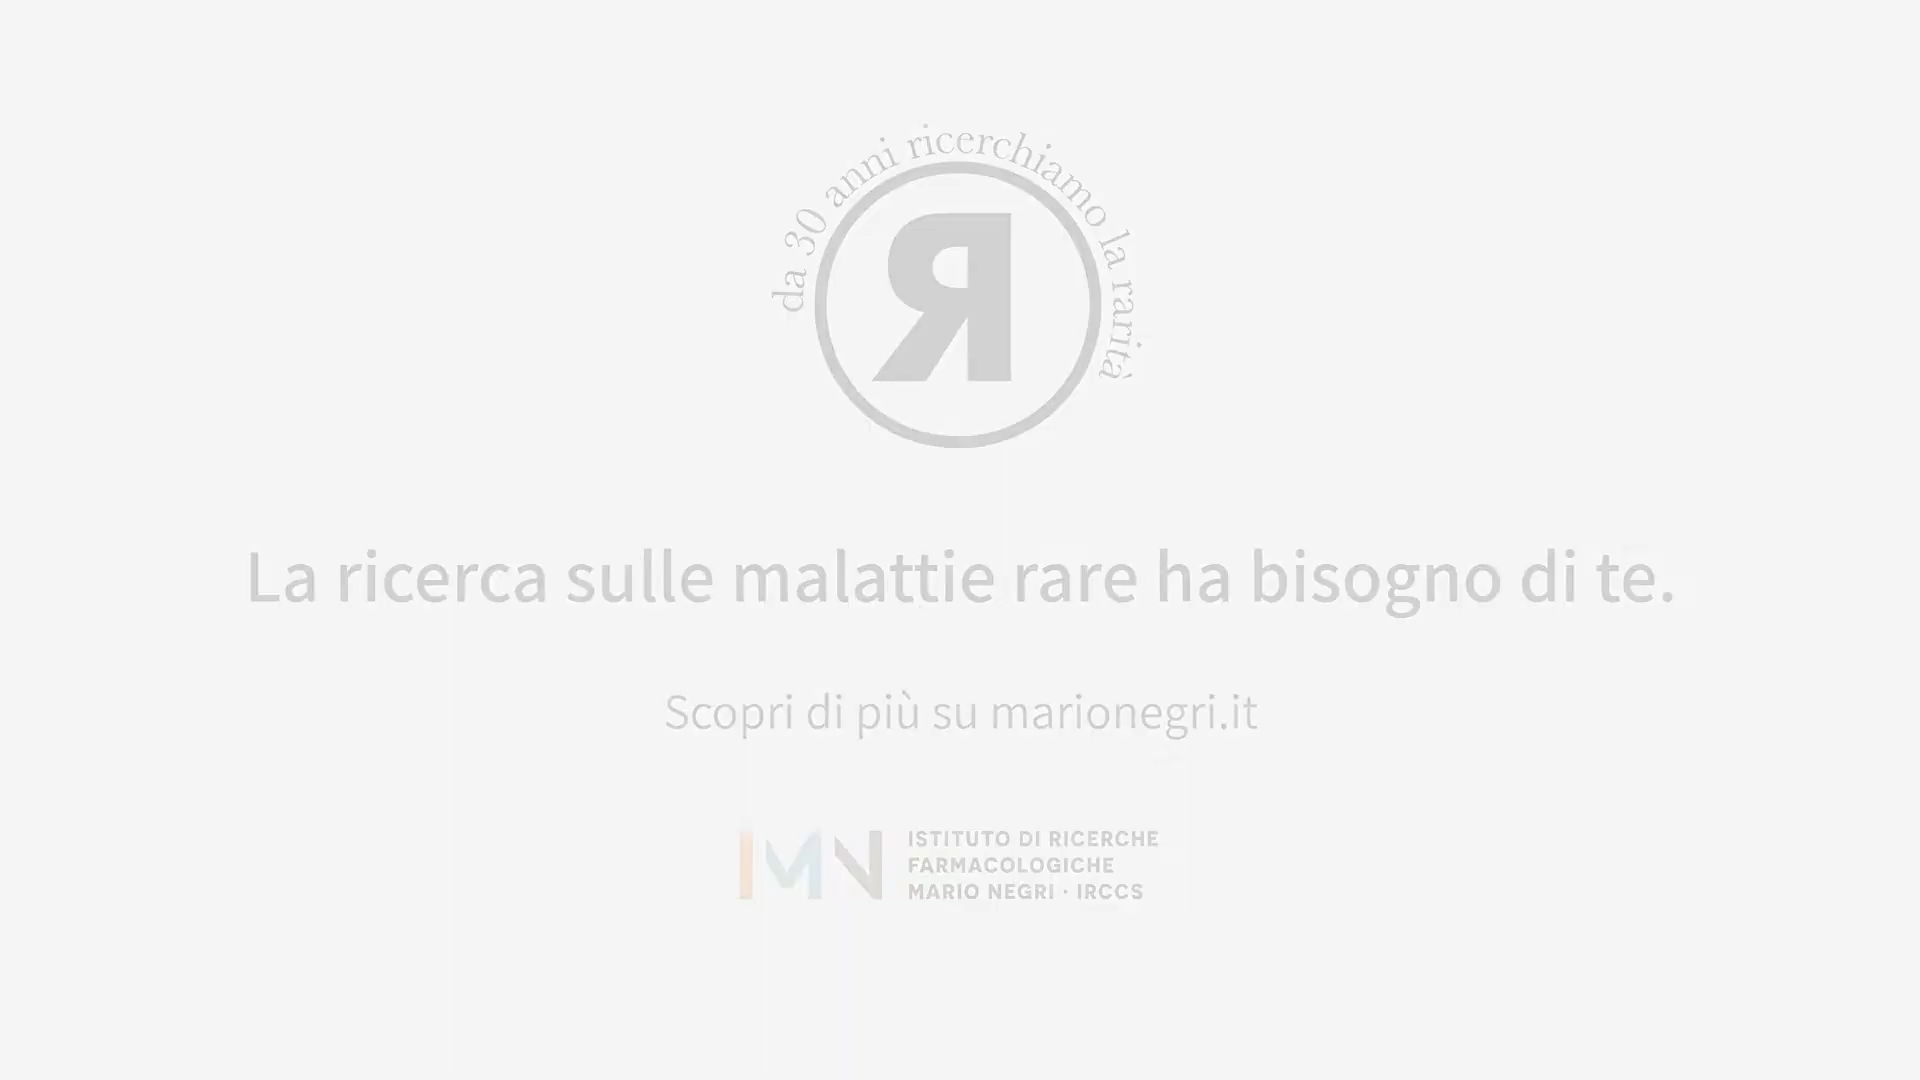 da 30 anni ricerchiamo la rarità
R
La ricerca sulle malattie rare ha bisogno di te.
Scopri di più su marionegri.it
IMN
ISTITUTO DI RICERCHE
FARMACOLOGICHE
MARIO NEGRI · IRCCS